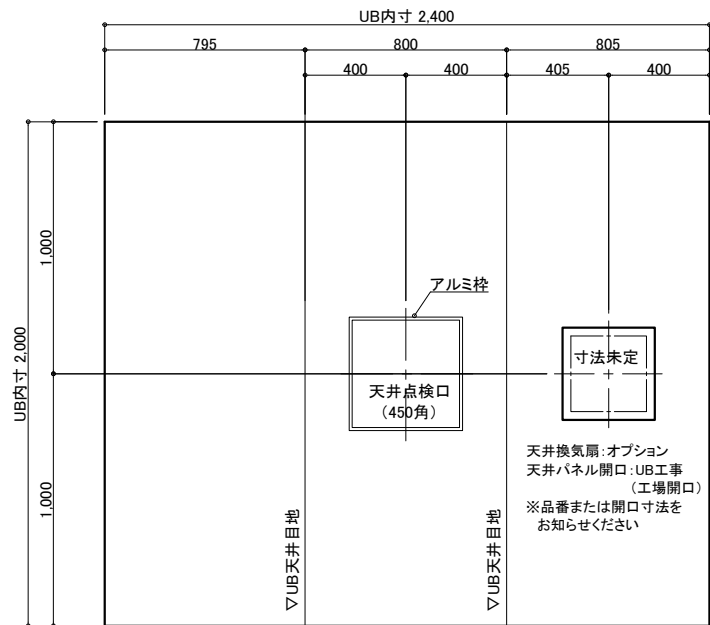 UB内寸 2,400
795
800
805
400
400
405
400
UB内寸 2,000
1,000
1,000
アルミ枠
天井点検口
(450角)
寸法未定
天井換気扇:オプション
天井パネル開口:UB工事
(工場開口)
※品番または開口寸法を
お知らせください
▽UB天井目地
▽UB天井目地